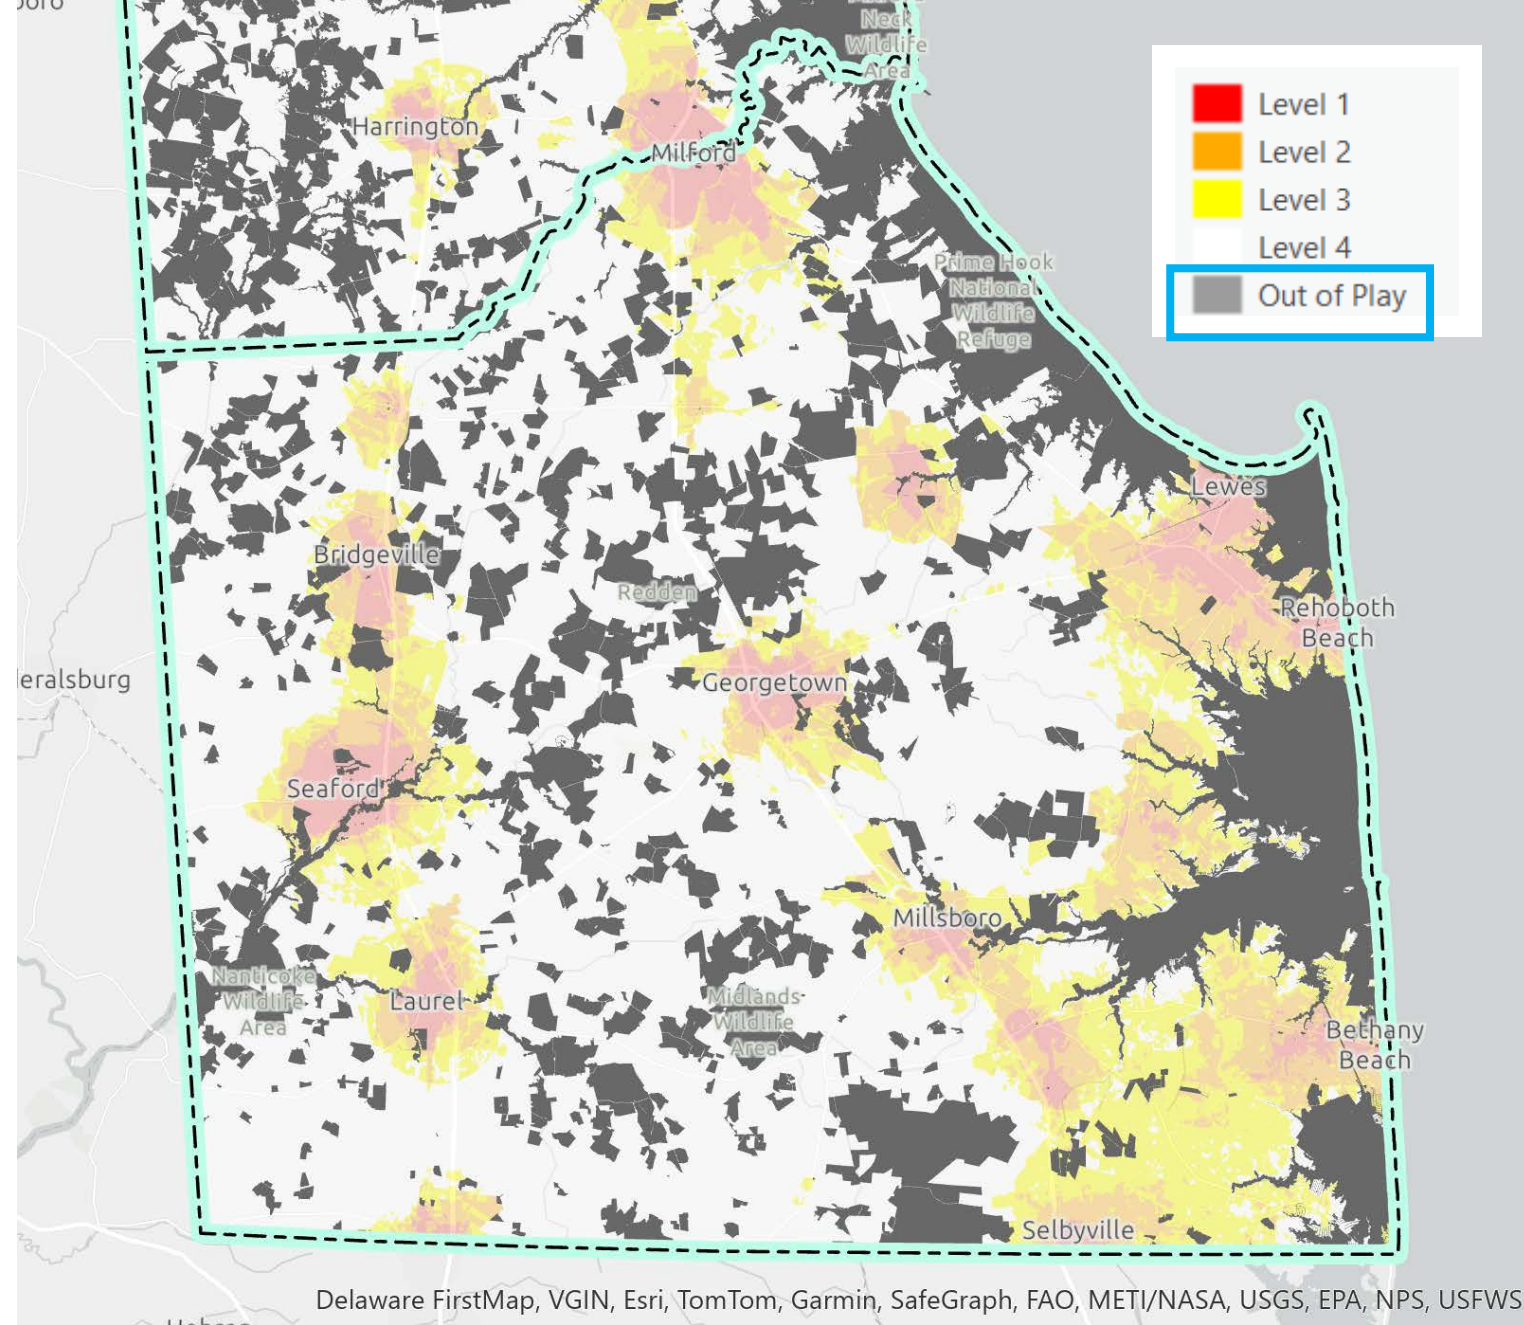 Neck
Wildlife
Area
Harrington
Milford
Level 1
Level 2
Level 3
Level 4
Out of Play
Prime Hook
National
Wildlife
Refuge
Lewes
Bridgeville
Redden
Rehoboth
Beach
eralsburg
Georgetown
Seaford
Millsboro
Nanticoke
Wildlife
Area
Laurel
Midlands
Wildlife
Area
Bethany
Beach
Selbyville
Delaware FirstMap, VGIN, Esri, TomTom, Garmin, SafeGraph, FAO, METI/NASA, USGS, EPA, NPS, USFWS